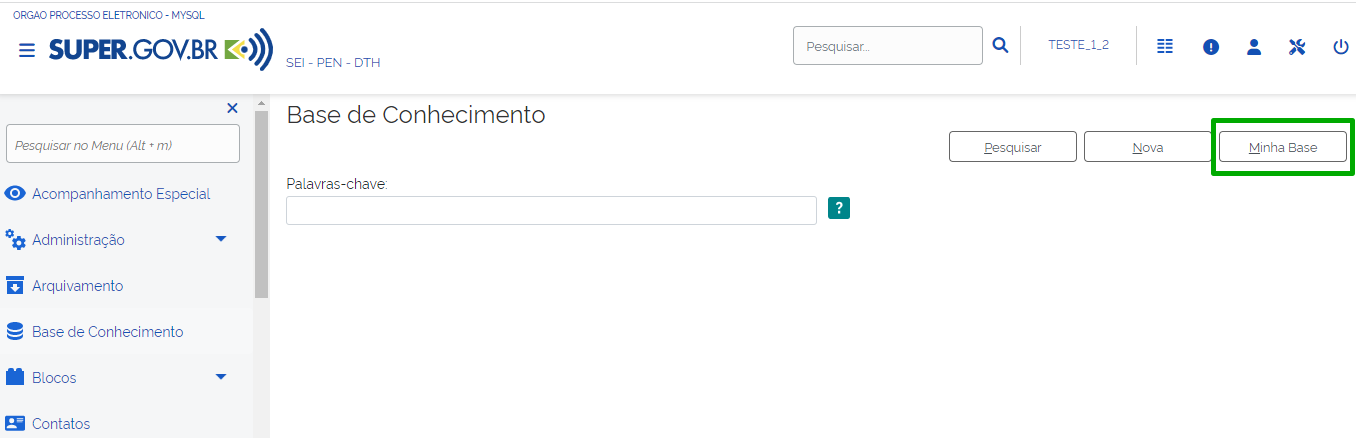 ORGAO PROCESSO ELETRONICO - MYSQL
SUPER.GOV.BR
SEI - PEN - DTH
Pesquisar...
TESTE_1_2
Base de Conhecimento
Pesquisar no Menu (Alt + m)
Pesquisar
Nova
Minha Base
Palavras-chave:
?
Acompanhamento Especial
Administração
Arquivamento
Base de Conhecimento
Blocos
Contatos